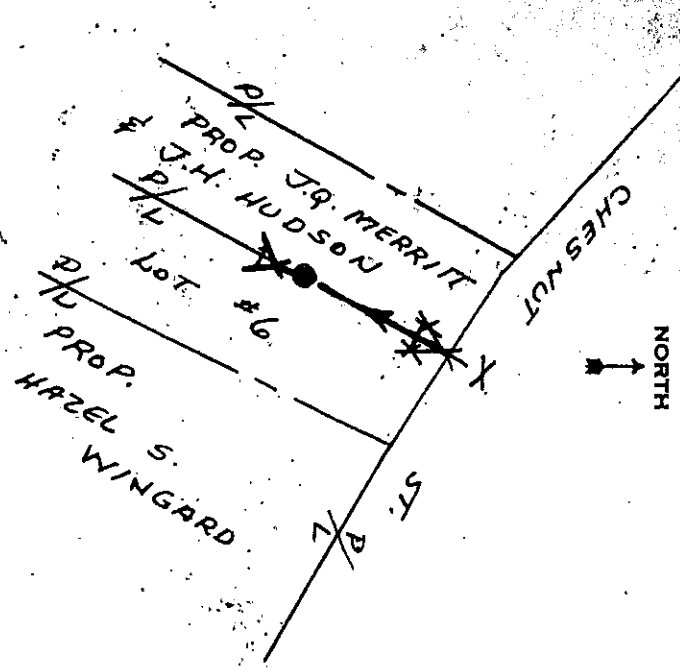 NORTH
CHESNUT
ST.
P/L
PROP. J.Q. MERRITT
& J.H. HUDSON
P/L
LOT #6
P/L
PROP.
HAZEL S.
WINGARD
P/L
X